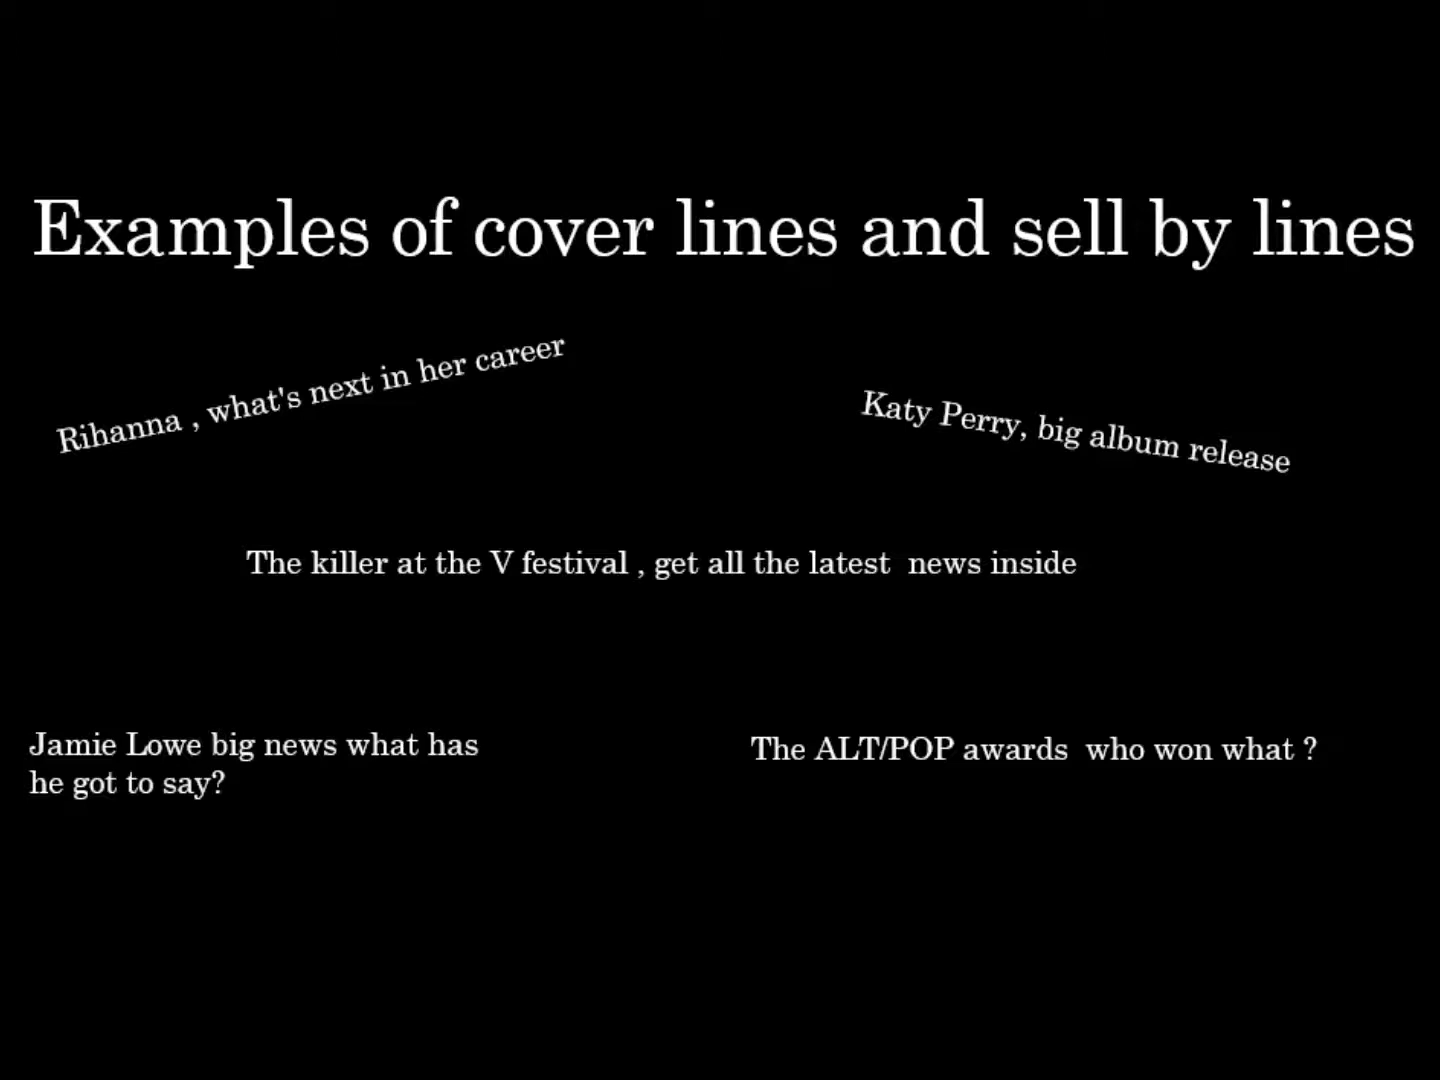 Examples of cover lines and sell by lines
Rihanna , what's next in her career
Katy Perry, big album release
The killer at the V festival , get all the latest  news inside
Jamie Lowe big news what has
he got to say?
The ALT/POP awards  who won what ?